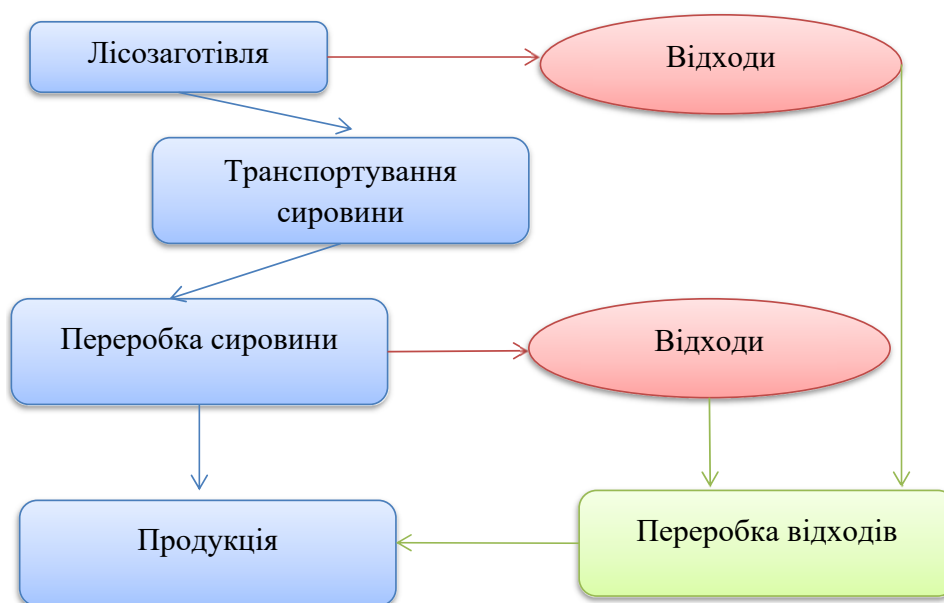 Лісозаготівля
Відходи
Транспортування
сировини
Переробка сировини
Відходи
Продукція
Переробка відходів